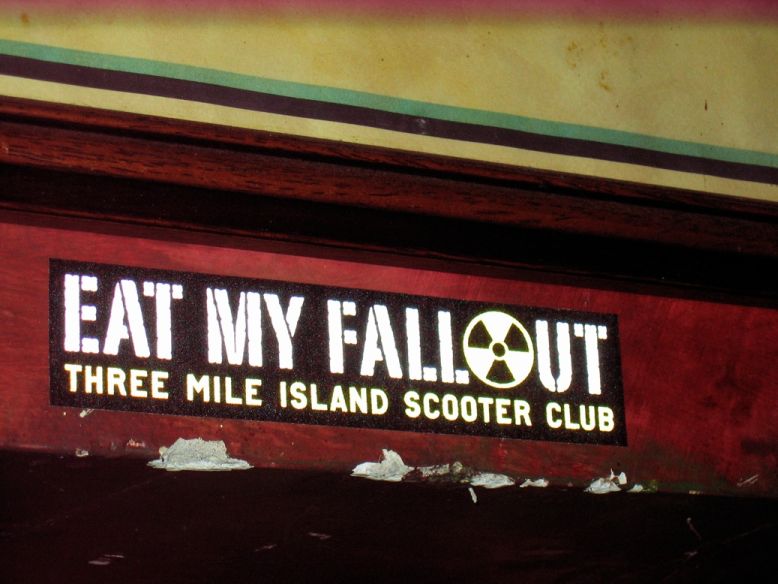 EAT MY FALLOUT
THREE MILE ISLAND SCOOTER CLUB